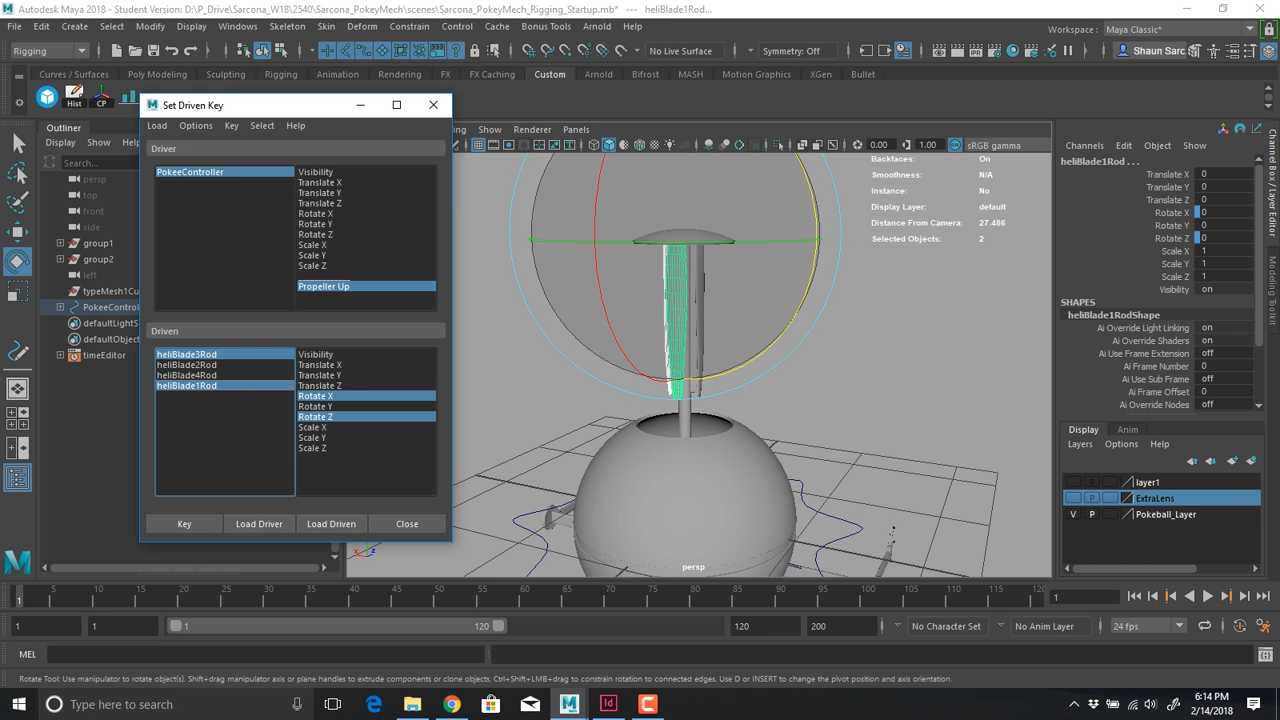 Autodesk Maya 2018 - Student Version: D:\P_Drive\Sarcona_W18\2540\Sarcona_PokeyMech\scenes\Sarcona_PokeyMech_Rigging_Startup.mb* --- heliBlade1Rod...
File Edit Create Select Modify Display Windows Skeleton Skin Deform Constrain Control Cache Bonus Tools Arnold Help
Workspace: Maya Classic*
Rigging
No Live Surface
Symmetry: Off
Shaun Sarc
Curves / Surfaces Poly Modeling Sculpting Rigging Animation Rendering FX FX Caching Custom Arnold Bifrost MASH Motion Graphics XGen Bullet
Hist CP
Set Driven Key
Load Options Key Select Help
Driver
PokeeController
Visibility
Translate X
Translate Y
Translate Z
Rotate X
Rotate Y
Rotate Z
Scale X
Scale Y
Scale Z
Propeller Up
Driven
heliBlade3Rod
heliBlade2Rod
heliBlade4Rod
heliBlade1Rod
Visibility
Translate X
Translate Y
Translate Z
Rotate X
Rotate Y
Rotate Z
Scale X
Scale Y
Scale Z
Key Load Driver Load Driven Close
Outliner
Display Show
Search...
persp
top
front
side
group1
group2
left
typeMesh1Cu
PokeeControl
defaultLightS
defaultObject
timeEditor
Show Renderer Panels
0.00 1.00 sRGB gamma
Backfaces: On
Smoothness: N/A
Instance: No
Display Layer: default
Distance From Camera: 27.486
Selected Objects: 2
persp
x z
Channels Edit Object Show
heliBlade1Rod ...
Translate X 0
Translate Y 0
Translate Z 0
Rotate X 0
Rotate Y 0
Rotate Z 0
Scale X 1
Scale Y 1
Scale Z 1
Visibility on
SHAPES
heliBlade1RodShape
Ai Override Light Linking on
Ai Override Shaders on
Ai Use Frame Extension off
Ai Frame Number 0
Ai Use Sub Frame off
Ai Frame Offset 0
Ai Override Nodes off
Channel Box / Layer Editor
Modeling Toolkit
Attribute Editor
Display Anim
Layers Options Help
P layer1
P ExtraLens
V P Pokeball_Layer
1 5 10 15 20 25 30 35 40 45 50 55 60 65 70 75 80 85 90 95 100 105 110 115 120
1
1 1 1 120 120 200 No Character Set No Anim Layer 24 fps
MEL
Rotate Tool: Use manipulator to rotate object(s). Shift+drag manipulator axis or plane handles to extrude components or clone objects. Ctrl+Shift+LMB+drag to constrain rotation to connected edges. Use D or INSERT to change the pivot position and axis orientation.
Type here to search
6:14 PM
2/14/2018